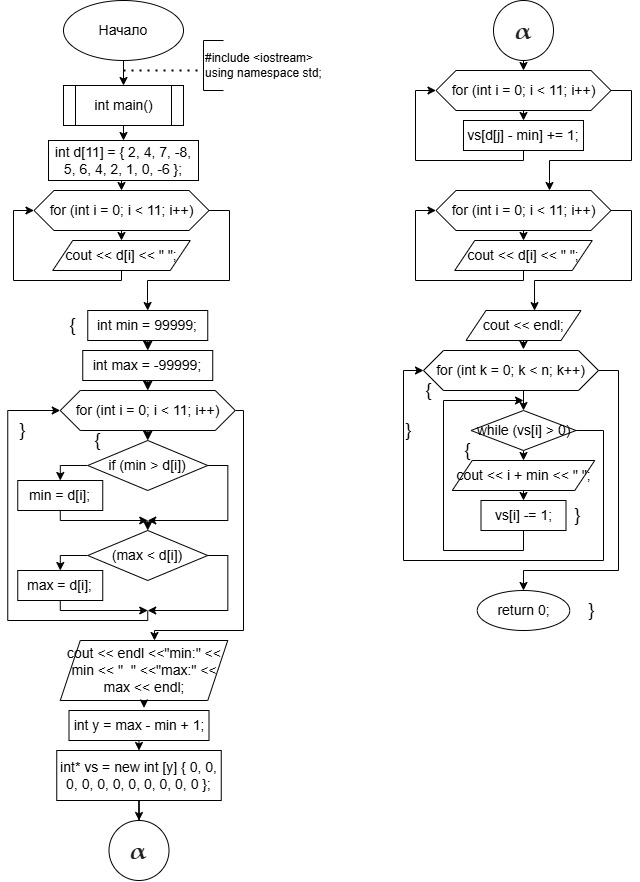 Начало
#include <iostream>
using namespace std;
int main()
int d[11] = { 2, 4, 7, -8,
5, 6, 4, 2, 1, 0, -6 };
for (int i = 0; i < 11; i++)
cout << d[i] << " ";
{
int min = 99999;
int max = -99999;
for (int i = 0; i < 11; i++)
}
{
if (min > d[i])
min = d[i];
(max < d[i])
max = d[i];
cout << endl <<"min:" <<
min << "  " <<"max:" <<
max << endl;
int y = max - min + 1;
int* vs = new int [y] { 0, 0,
0, 0, 0, 0, 0, 0, 0, 0, 0 };
α
α
for (int i = 0; i < 11; i++)
vs[d[j] - min] += 1;
for (int i = 0; i < 11; i++)
cout << d[i] << " ";
cout << endl;
for (int k = 0; k < n; k++)
{
}
while (vs[i] > 0)
{
cout << i + min << " ";
vs[i] -= 1;
}
return 0;
}